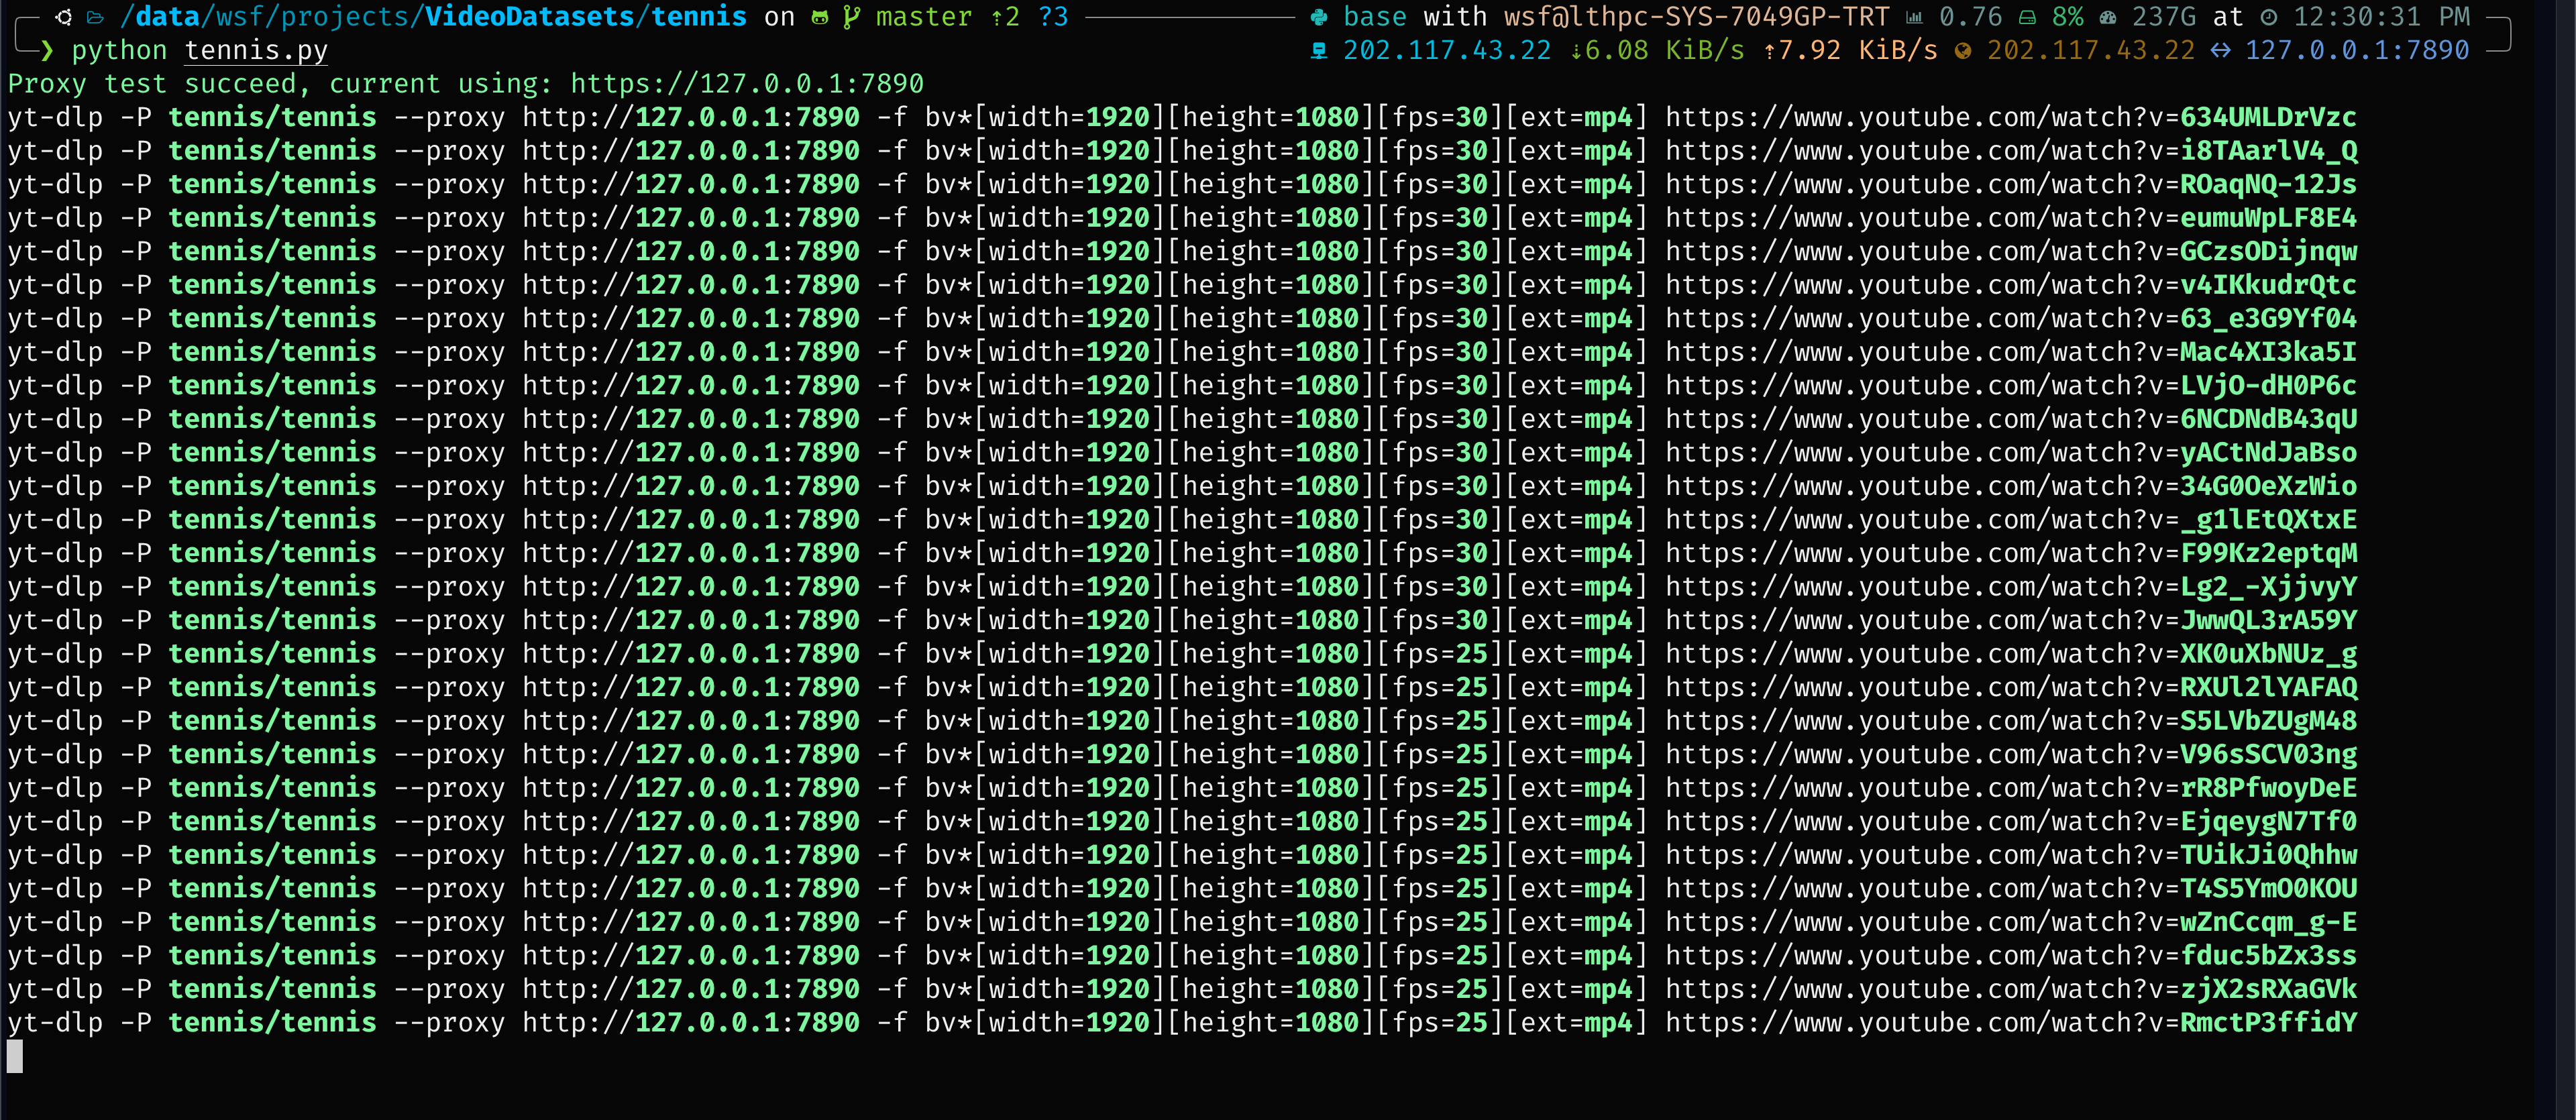 /data/wsf/projects/VideoDatasets/tennis on master ⇡2 ?3 base with wsf@lthpc-SYS-7049GP-TRT 0.76 8% 237G at 12:30:31 PM
❯ python tennis.py 202.117.43.22 ⇣6.08 KiB/s ⇡7.92 KiB/s 202.117.43.22 ↔ 127.0.0.1:7890
Proxy test succeed, current using: https://127.0.0.1:7890
yt-dlp -P tennis/tennis --proxy http://127.0.0.1:7890 -f bv*[width=1920][height=1080][fps=30][ext=mp4] https://www.youtube.com/watch?v=634UMLDrVzc
yt-dlp -P tennis/tennis --proxy http://127.0.0.1:7890 -f bv*[width=1920][height=1080][fps=30][ext=mp4] https://www.youtube.com/watch?v=i8TAarlV4_Q
yt-dlp -P tennis/tennis --proxy http://127.0.0.1:7890 -f bv*[width=1920][height=1080][fps=30][ext=mp4] https://www.youtube.com/watch?v=ROaqNQ-12Js
yt-dlp -P tennis/tennis --proxy http://127.0.0.1:7890 -f bv*[width=1920][height=1080][fps=30][ext=mp4] https://www.youtube.com/watch?v=eumuWpLF8E4
yt-dlp -P tennis/tennis --proxy http://127.0.0.1:7890 -f bv*[width=1920][height=1080][fps=30][ext=mp4] https://www.youtube.com/watch?v=GCzsODijnqw
yt-dlp -P tennis/tennis --proxy http://127.0.0.1:7890 -f bv*[width=1920][height=1080][fps=30][ext=mp4] https://www.youtube.com/watch?v=v4IKkudrQtc
yt-dlp -P tennis/tennis --proxy http://127.0.0.1:7890 -f bv*[width=1920][height=1080][fps=30][ext=mp4] https://www.youtube.com/watch?v=63_e3G9Yf04
yt-dlp -P tennis/tennis --proxy http://127.0.0.1:7890 -f bv*[width=1920][height=1080][fps=30][ext=mp4] https://www.youtube.com/watch?v=Mac4XI3ka5I
yt-dlp -P tennis/tennis --proxy http://127.0.0.1:7890 -f bv*[width=1920][height=1080][fps=30][ext=mp4] https://www.youtube.com/watch?v=LVjO-dH0P6c
yt-dlp -P tennis/tennis --proxy http://127.0.0.1:7890 -f bv*[width=1920][height=1080][fps=30][ext=mp4] https://www.youtube.com/watch?v=6NCDNdB43qU
yt-dlp -P tennis/tennis --proxy http://127.0.0.1:7890 -f bv*[width=1920][height=1080][fps=30][ext=mp4] https://www.youtube.com/watch?v=yACtNdJaBso
yt-dlp -P tennis/tennis --proxy http://127.0.0.1:7890 -f bv*[width=1920][height=1080][fps=30][ext=mp4] https://www.youtube.com/watch?v=34G0OeXzWio
yt-dlp -P tennis/tennis --proxy http://127.0.0.1:7890 -f bv*[width=1920][height=1080][fps=30][ext=mp4] https://www.youtube.com/watch?v=_g1lEtQXtxE
yt-dlp -P tennis/tennis --proxy http://127.0.0.1:7890 -f bv*[width=1920][height=1080][fps=30][ext=mp4] https://www.youtube.com/watch?v=F99Kz2eptqM
yt-dlp -P tennis/tennis --proxy http://127.0.0.1:7890 -f bv*[width=1920][height=1080][fps=30][ext=mp4] https://www.youtube.com/watch?v=Lg2_-XjjvyY
yt-dlp -P tennis/tennis --proxy http://127.0.0.1:7890 -f bv*[width=1920][height=1080][fps=30][ext=mp4] https://www.youtube.com/watch?v=JwwQL3rA59Y
yt-dlp -P tennis/tennis --proxy http://127.0.0.1:7890 -f bv*[width=1920][height=1080][fps=25][ext=mp4] https://www.youtube.com/watch?v=XK0uXbNUz_g
yt-dlp -P tennis/tennis --proxy http://127.0.0.1:7890 -f bv*[width=1920][height=1080][fps=25][ext=mp4] https://www.youtube.com/watch?v=RXUl2lYAFAQ
yt-dlp -P tennis/tennis --proxy http://127.0.0.1:7890 -f bv*[width=1920][height=1080][fps=25][ext=mp4] https://www.youtube.com/watch?v=S5LVbZUgM48
yt-dlp -P tennis/tennis --proxy http://127.0.0.1:7890 -f bv*[width=1920][height=1080][fps=25][ext=mp4] https://www.youtube.com/watch?v=V96sSCV03ng
yt-dlp -P tennis/tennis --proxy http://127.0.0.1:7890 -f bv*[width=1920][height=1080][fps=25][ext=mp4] https://www.youtube.com/watch?v=rR8PfwoyDeE
yt-dlp -P tennis/tennis --proxy http://127.0.0.1:7890 -f bv*[width=1920][height=1080][fps=25][ext=mp4] https://www.youtube.com/watch?v=EjqeygN7Tf0
yt-dlp -P tennis/tennis --proxy http://127.0.0.1:7890 -f bv*[width=1920][height=1080][fps=25][ext=mp4] https://www.youtube.com/watch?v=TUikJi0Qhhw
yt-dlp -P tennis/tennis --proxy http://127.0.0.1:7890 -f bv*[width=1920][height=1080][fps=25][ext=mp4] https://www.youtube.com/watch?v=T4S5YmO0KOU
yt-dlp -P tennis/tennis --proxy http://127.0.0.1:7890 -f bv*[width=1920][height=1080][fps=25][ext=mp4] https://www.youtube.com/watch?v=wZnCcqm_g-E
yt-dlp -P tennis/tennis --proxy http://127.0.0.1:7890 -f bv*[width=1920][height=1080][fps=25][ext=mp4] https://www.youtube.com/watch?v=fduc5bZx3ss
yt-dlp -P tennis/tennis --proxy http://127.0.0.1:7890 -f bv*[width=1920][height=1080][fps=25][ext=mp4] https://www.youtube.com/watch?v=zjX2sRXaGVk
yt-dlp -P tennis/tennis --proxy http://127.0.0.1:7890 -f bv*[width=1920][height=1080][fps=25][ext=mp4] https://www.youtube.com/watch?v=RmctP3ffidY